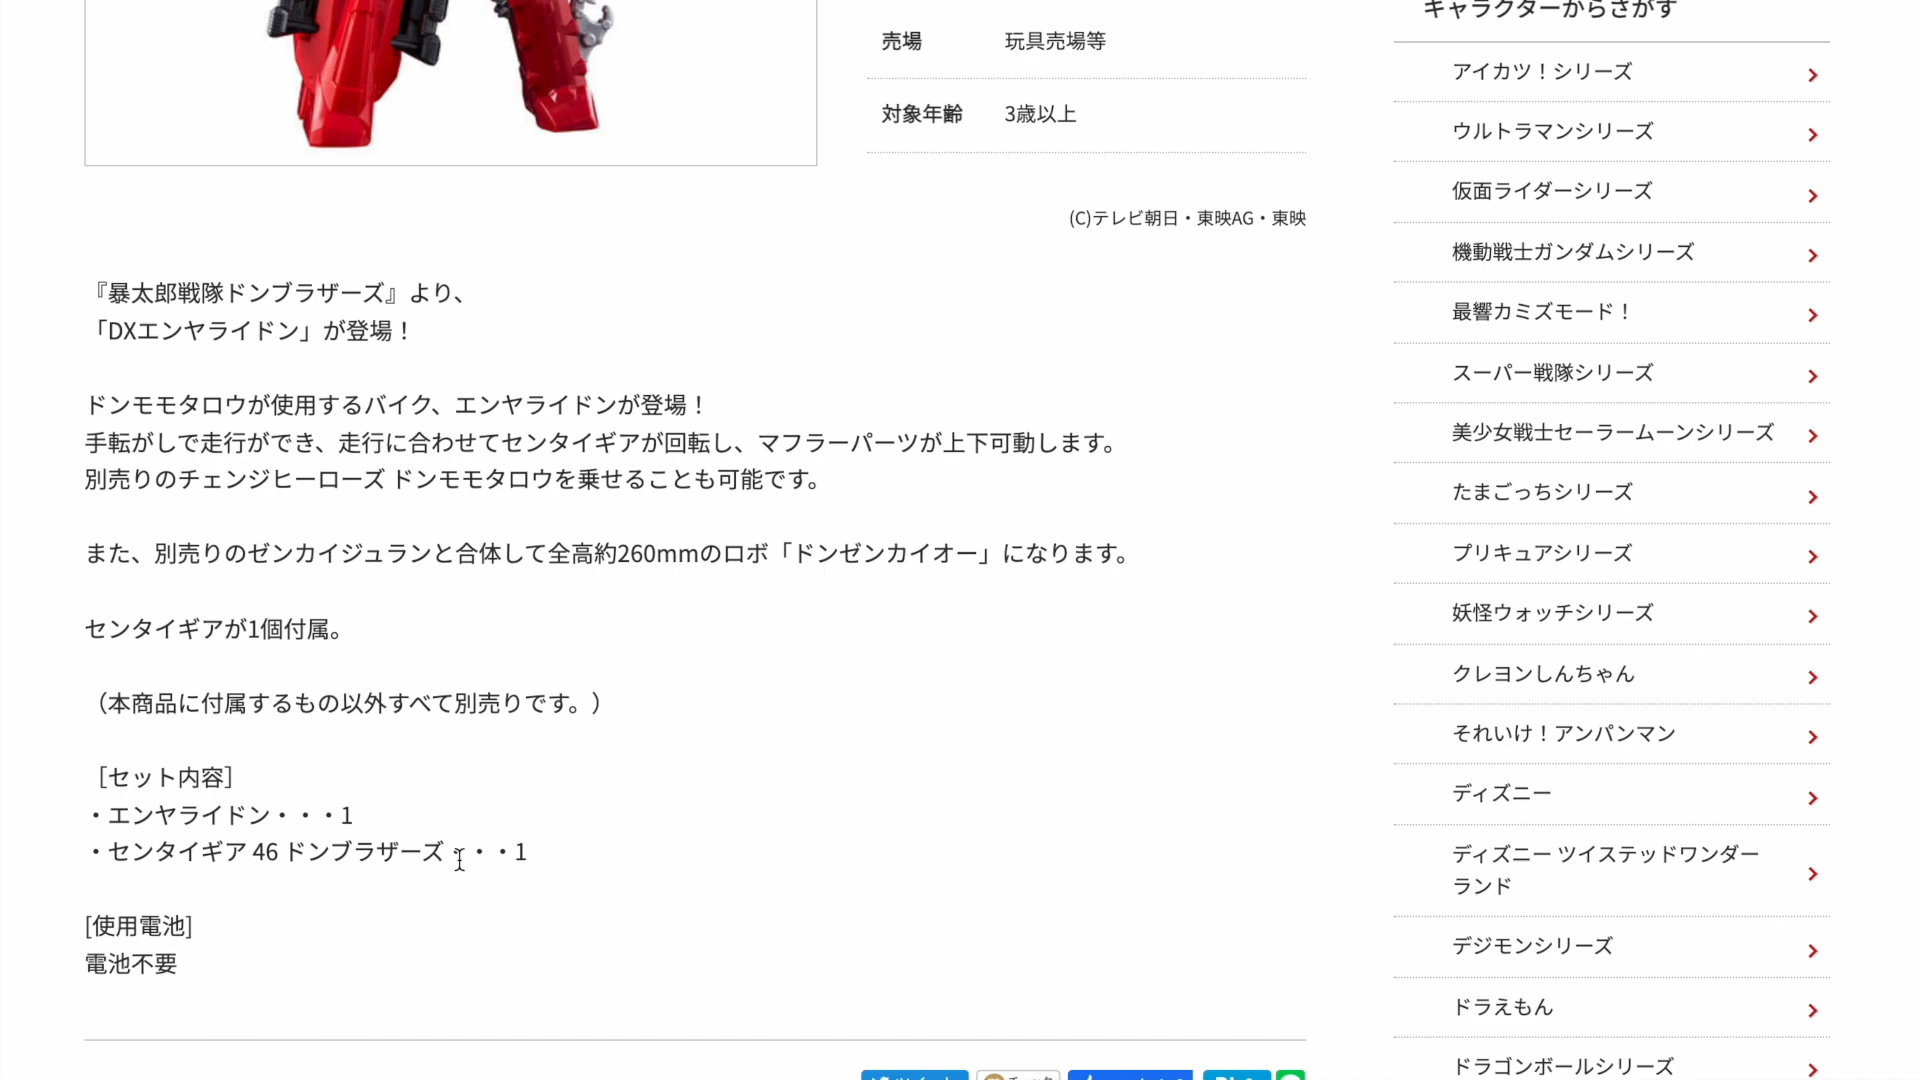 売場 玩具売場等
対象年齢 3歳以上
(C)テレビ朝日・東映AG・東映
『暴太郎戦隊ドンブラザーズ』より、
「DXエンヤライドン」が登場！
ドンモモタロウが使用するバイク、エンヤライドンが登場！
手転がしで走行ができ、走行に合わせてセンタイギアが回転し、マフラーパーツが上下可動します。
別売りのチェンジヒーローズ ドンモモタロウを乗せることも可能です。
また、別売りのゼンカイジュランと合体して全高約260mmのロボ「ドンゼンカイオー」になります。
センタイギアが1個付属。
（本商品に付属するもの以外すべて別売りです。）
［セット内容］
・エンヤライドン・・・1
・センタイギア 46 ドンブラザーズ・・・1
[使用電池]
電池不要
キャラクターからさがす
アイカツ！シリーズ
ウルトラマンシリーズ
仮面ライダーシリーズ
機動戦士ガンダムシリーズ
最響カミズモード！
スーパー戦隊シリーズ
美少女戦士セーラームーンシリーズ
たまごっちシリーズ
プリキュアシリーズ
妖怪ウォッチシリーズ
クレヨンしんちゃん
それいけ！アンパンマン
ディズニー
ディズニー ツイステッドワンダー
ランド
デジモンシリーズ
ドラえもん
ドラゴンボールシリーズ